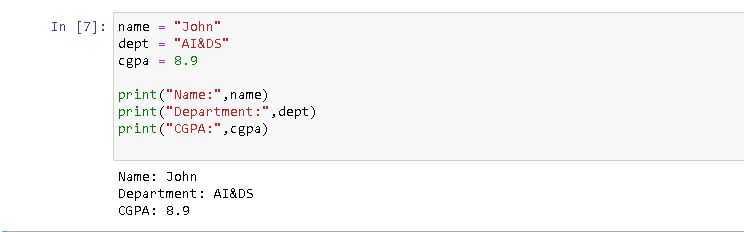 In [7]: name = "John"
dept = "AI&DS"
cgpa = 8.9
print("Name:",name)
print("Department:",dept)
print("CGPA:",cgpa)
Name: John
Department: AI&DS
CGPA: 8.9